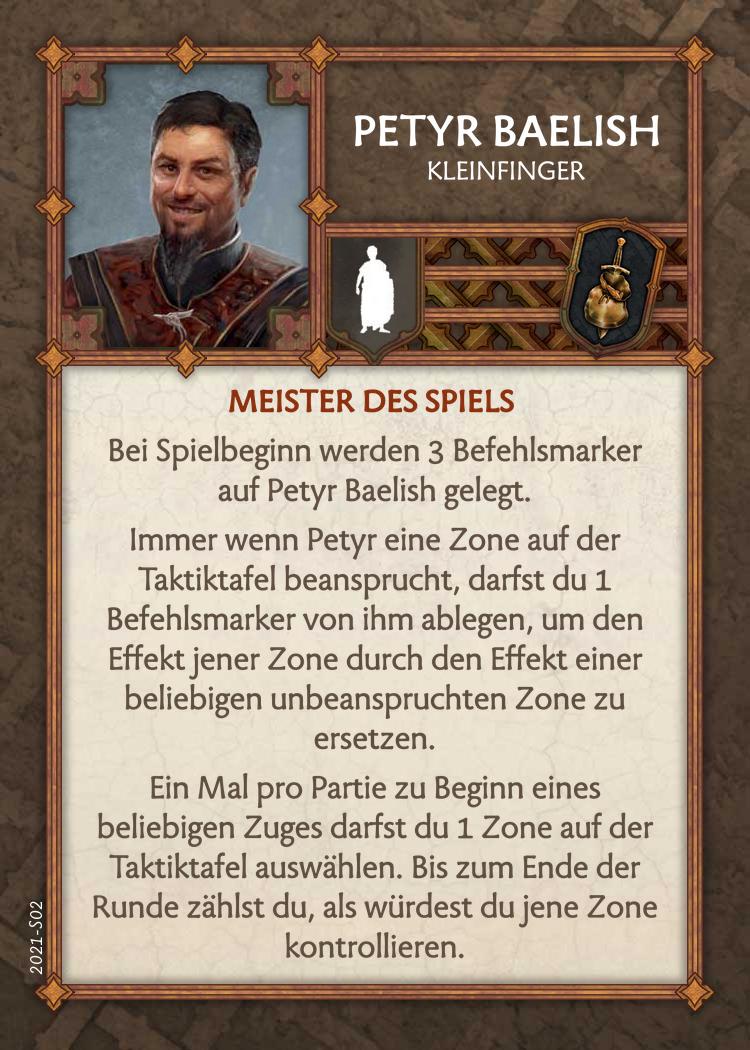 PETYR BAELISH
KLEINFINGER
MEISTER DES SPIELS
Bei Spielbeginn werden 3 Befehlsmarker
auf Petyr Baelish gelegt.
Immer wenn Petyr eine Zone auf der
Taktiktafel beansprucht, darfst du 1
Befehlsmarker von ihm ablegen, um den
Effekt jener Zone durch den Effekt einer
beliebigen unbeanspruchten Zone zu
ersetzen.
Ein Mal pro Partie zu Beginn eines
beliebigen Zuges darfst du 1 Zone auf der
Taktiktafel auswählen. Bis zum Ende der
Runde zählst du, als würdest du jene Zone
kontrollieren.
2021-S02